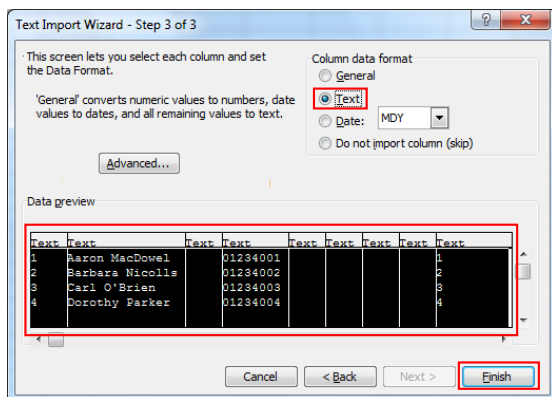 Text Import Wizard - Step 3 of 3
This screen lets you select each column and set
the Data Format.
'General' converts numeric values to numbers, date
values to dates, and all remaining values to text.
Advanced...
Column data format
General
Text
Date: MDY
Do not import column (skip)
Data preview
Text Text Text Text Text Text Text Text Text
1 Aaron MacDowel 01234001 1
2 Barbara Nicolls 01234002 2
3 Carl O'Brien 01234003 3
4 Dorothy Parker 01234004 4
Cancel < Back Next > Finish